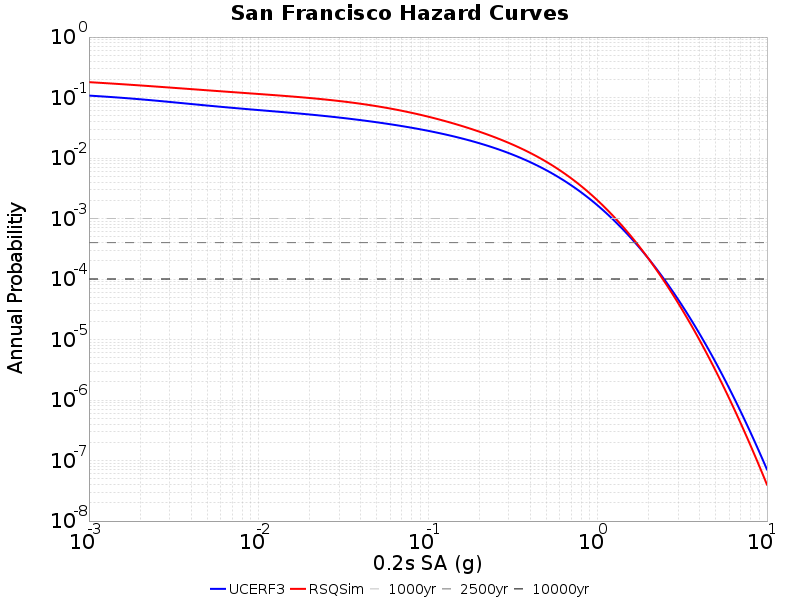 San Francisco Hazard Curves
10^0
10^-1
10^-2
10^-3
10^-4
10^-5
10^-6
10^-7
10^-8
Annual Probabilitiy
10^-3 10^-2 10^-1 10^0 10^1
0.2s SA (g)
UCERF3 RSQSim 1000yr 2500yr 10000yr